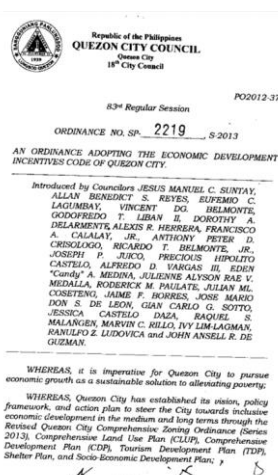 Republic of the Philippines
QUEZON CITY COUNCIL
Quezon City
18th City Council
PO2012-37
83rd Regular Session
ORDINANCE NO. SP- 2219, S-2013
AN ORDINANCE ADOPTING THE ECONOMIC DEVELOPMENT
INCENTIVES CODE OF QUEZON CITY.
Introduced by Councilors JESUS MANUEL C. SUNTAY,
ALLAN BENEDICT S. REYES, EUFEMIO C.
LAGUMBAY, VINCENT DG. BELMONTE,
GODOFREDO T. LIBAN II, DOROTHY A.
DELARMENTE, ALEXIS R. HERRERA, FRANCISCO
A. CALALAY, JR., ANTHONY PETER D.
CRISOLOGO, RICARDO T. BELMONTE, JR.,
JOSEPH P. JUICO, PRECIOUS HIPOLITO
CASTELO, ALFREDO D. VARGAS III, EDEN
"Candy" A. MEDINA, JULIENNE ALYSON RAE V.
MEDALLA, RODERICK M. PAULATE, JULIAN ML.
COSETENG, JAIME F. BORRES, JOSE MARIO
DON S. DE LEON, GIAN CARLO G. SOTTO,
JESSICA CASTELO DAZA, RAQUEL S.
MALAÑGEN, MARVIN C. RILLO, IVY LIM-LAGMAN,
RANULFO Z. LUDOVICA and JOHN ANSELL R. DE
GUZMAN.
WHEREAS, it is imperative for Quezon City to pursue
economic growth as a sustainable solution to alleviating poverty;
WHEREAS, Quezon City has established its vision, policy
framework, and action plan to steer the City towards inclusive
economic development in the medium and long terms through the
Revised Quezon City Comprehensive Zoning Ordinance (Series
2013), Comprehensive Land Use Plan (CLUP), Comprehensive
Development Plan (CDP), Tourism Development Plan (TDP),
Shelter Plan, and Socio-Economic Development Plan;